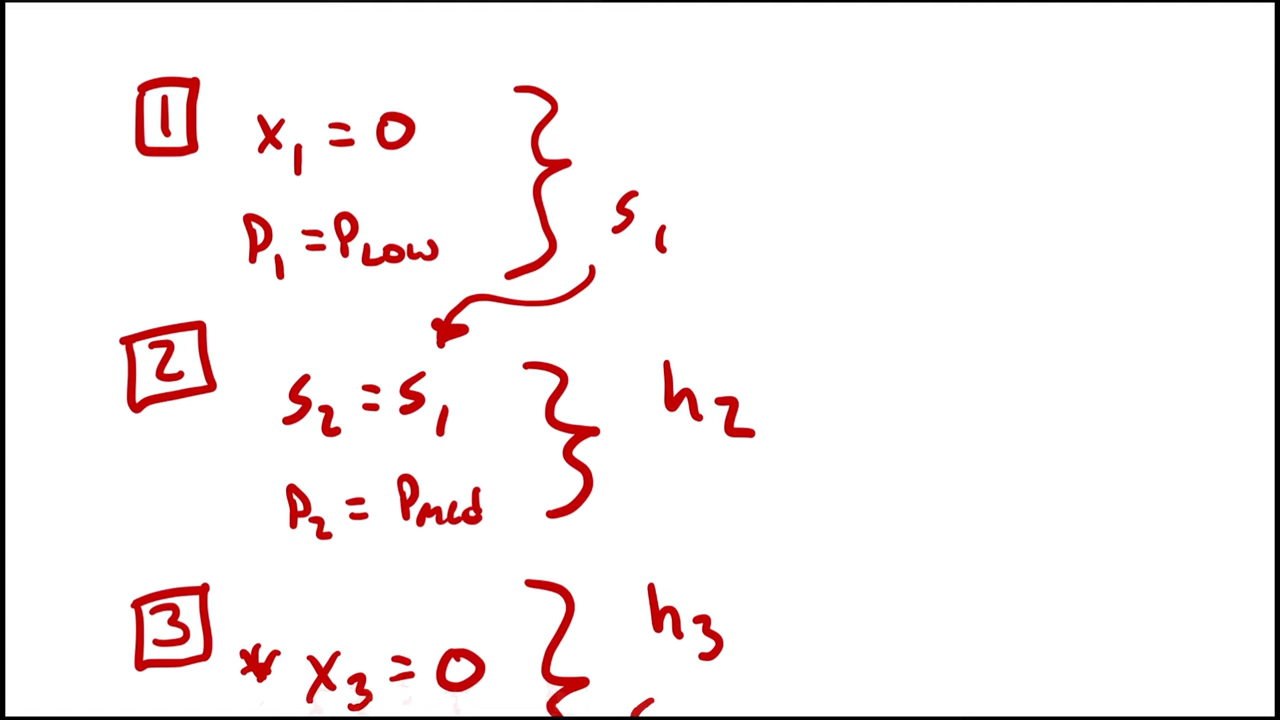 1 x₁ = 0
P₁ = PLow
s₁
2 s₂ = s₁
h₂
P₂ = Pmed
3 * x₃ = 0
h₃